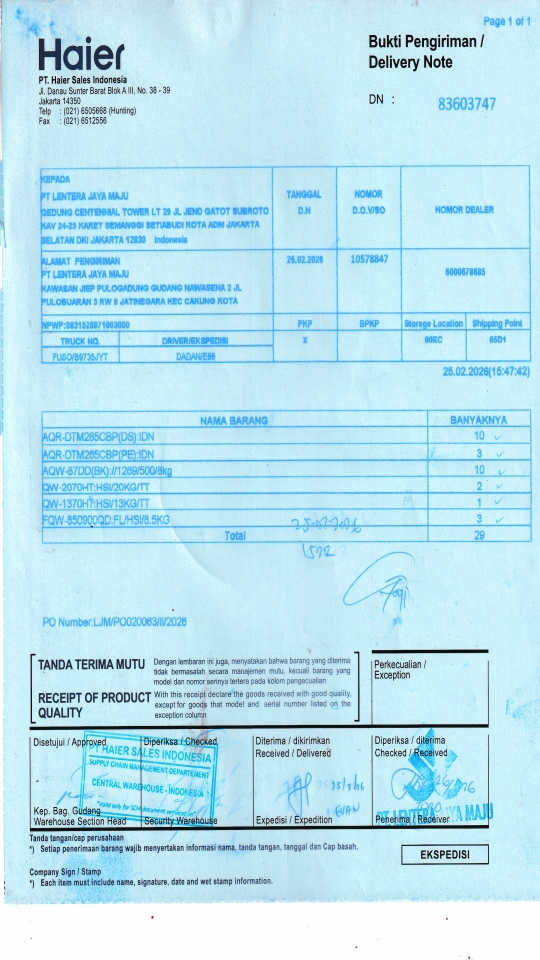 Page 1 of 1
Haier
Bukti Pengiriman /
Delivery Note
PT. Haier Sales Indonesia
Jl. Danau Sunter Barat Blok A III, No. 38 - 39
Jakarta 14350
Telp : (021) 6505668 (Hunting)
Fax : (021) 6512556
DN : 83603747
KEPADA
PT LENTERA JAYA MAJU
GEDUNG CENTENNIAL TOWER LT 29 JL JEND GATOT SUBROTO
KAV 24-25 KARET SEMANGGI SETIABUDI KOTA ADM JAKARTA
SELATAN DKI JAKARTA 12930 Indonesia
TANGGAL
D.N
NOMOR
D.O.V/SO
NOMOR DEALER
ALAMAT PENGIRIMAN
PT LENTERA JAYA MAJU
KAWASAN JIEP PULOGADUNG GUDANG NAWASENA 2 JL
PULOBUARAN 3 RW 9 JATINEGARA KEC CAKUNG KOTA
25.02.2026
10578847
6000678685
NPWP:0631528871063000
PKP
BPKP
Storege Location
Shipping Point
TRUCK NO.
DRIVER/EKSPEDISI
X
65D1
FUSO/B9735JYT
DADAN/E88
25.02.2026(15:47:42)
NAMA BARANG BANYAKNYA
AQR-DTM265CBP(DS):IDN 10
AQR-DTM265CBP(PE):IDN 3
AQW-87DD(BK)://1269/500/8kg 10
QW-2070HT:HSI/20KG/TT 2
QW-1370HT:HSI/13KG/TT 1
FQW-850900QD:FL/HSI/8.5KG 3
Total 29
PO Number:LJM/PO020063/II/2026
TANDA TERIMA MUTU
Dengan lembaran ini juga, menyatakan bahwa barang yang diterima
tidak bermasalah secara manajemen mutu, kecuali barang yang
model dan nomor serinya tertera pada kolom pengecualian
RECEIPT OF PRODUCT
QUALITY
With this receipt declare the goods received with good quality,
except for goods that model and serial number listed on the
exception column
Perkecualian /
Exception
Disetujui / Approved
Diperiksa / Checked
Diterima / dikirimkan
Received / Delivered
Diperiksa / diterima
Checked / Received
PT HAIER SALES INDONESIA
SUPPLY CHAIN MANAGEMENT DEPARTEMENT
CENTRAL WAREHOUSE - INDONESIA
PT LENTERA JAYA MAJU
Kep. Bag. Gudang
Warehouse Section Head
Security Warehouse
Expedisi / Expedition
Penerima / Receiver
Tanda tangan/cep perusahaan
*) Setiap penerimaan barang wajib menyertakan informasi nama, tanda tangan, tanggal dan Cap basah.
EKSPEDISI
Company Sign / Stamp
*) Each item must include name, signature, date and wet stamp information.